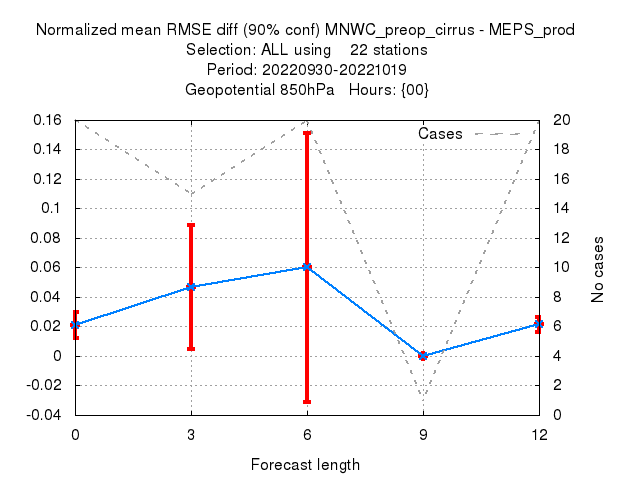 Normalized mean RMSE diff (90% conf) MNWC_preop_cirrus - MEPS_prod
Selection: ALL using    22 stations
Period: 20220930-20221019
Geopotential 850hPa   Hours: {00}
Cases
0.16
0.14
0.12
0.1
0.08
0.06
0.04
0.02
0
-0.02
-0.04
20
18
16
14
12
10
8
6
4
2
0
No cases
0 3 6 9 12
Forecast length